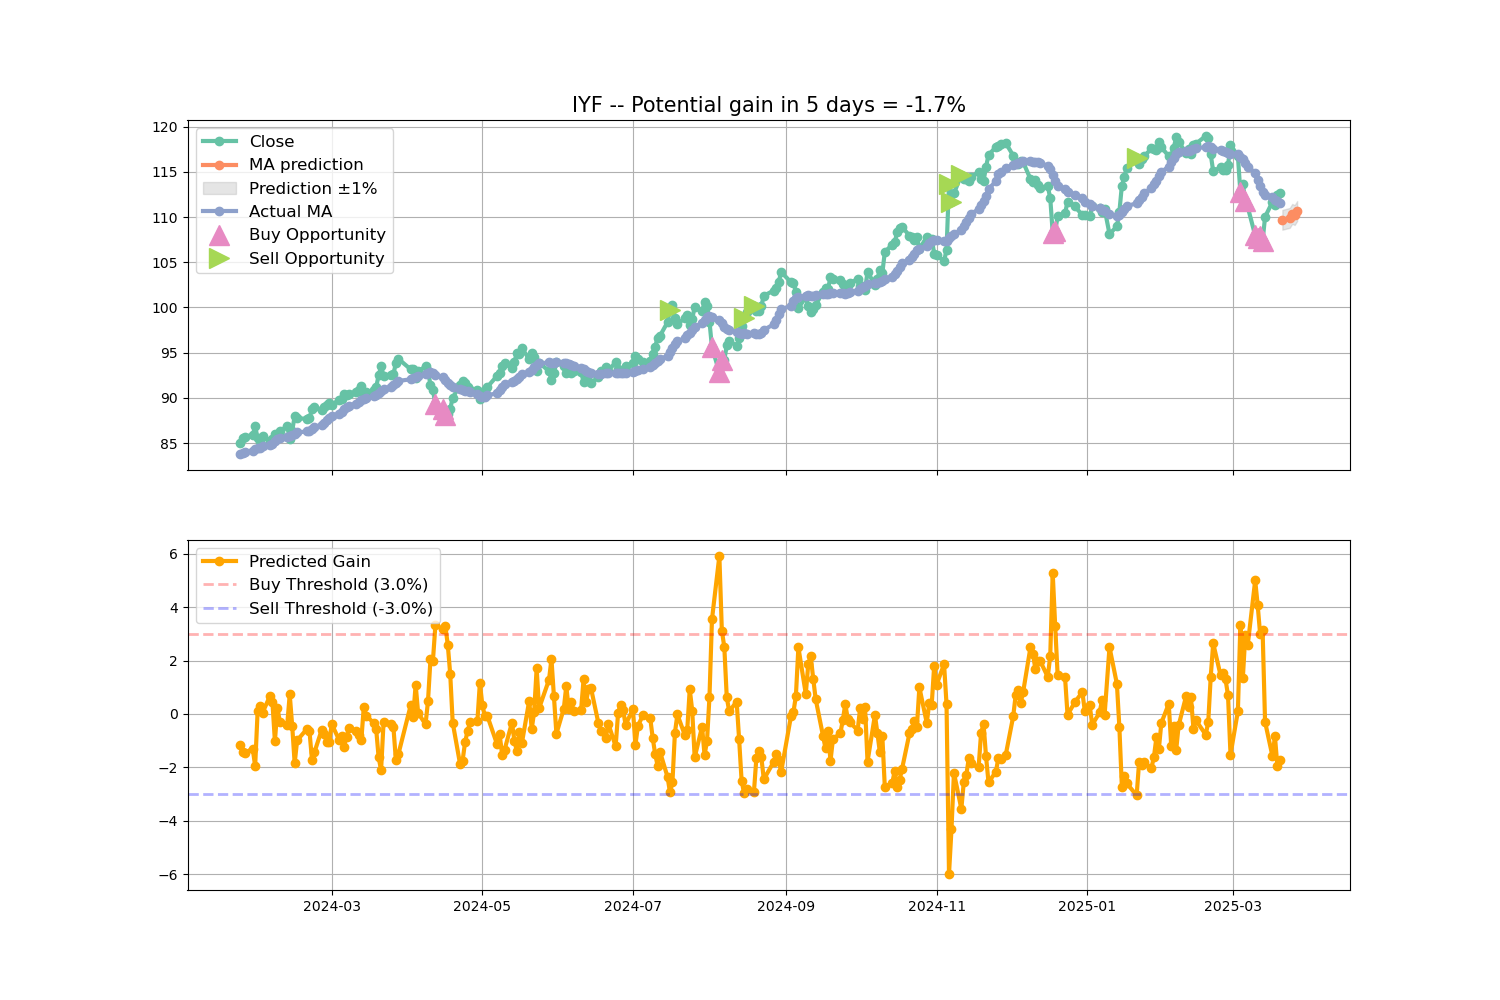 IYF -- Potential gain in 5 days = -1.7%
120
115
110
105
100
95
90
85
Close
MA prediction
Prediction ±1%
Actual MA
Buy Opportunity
Sell Opportunity
6
4
2
0
−2
−4
−6
Predicted Gain
Buy Threshold (3.0%)
Sell Threshold (-3.0%)
2024-03
2024-05
2024-07
2024-09
2024-11
2025-01
2025-03